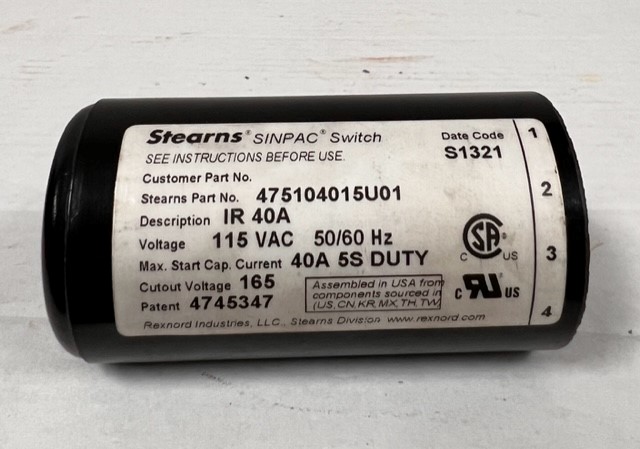 Stearns® SINPAC® Switch
SEE INSTRUCTIONS BEFORE USE.
Date Code
S1321
Customer Part No.
Stearns Part No. 475104015U01
Description IR 40A
Voltage 115 VAC 50/60 Hz
Max. Start Cap. Current 40A 5S DUTY
Cutout Voltage 165
Patent 4745347
Assembled in USA from
components sourced in
(US,CN,KR,MX,TH,TW)
Rexnord Industries, LLC., Stearns Division www.rexnord.com
C SA® US
C RU US
1
2
3
4